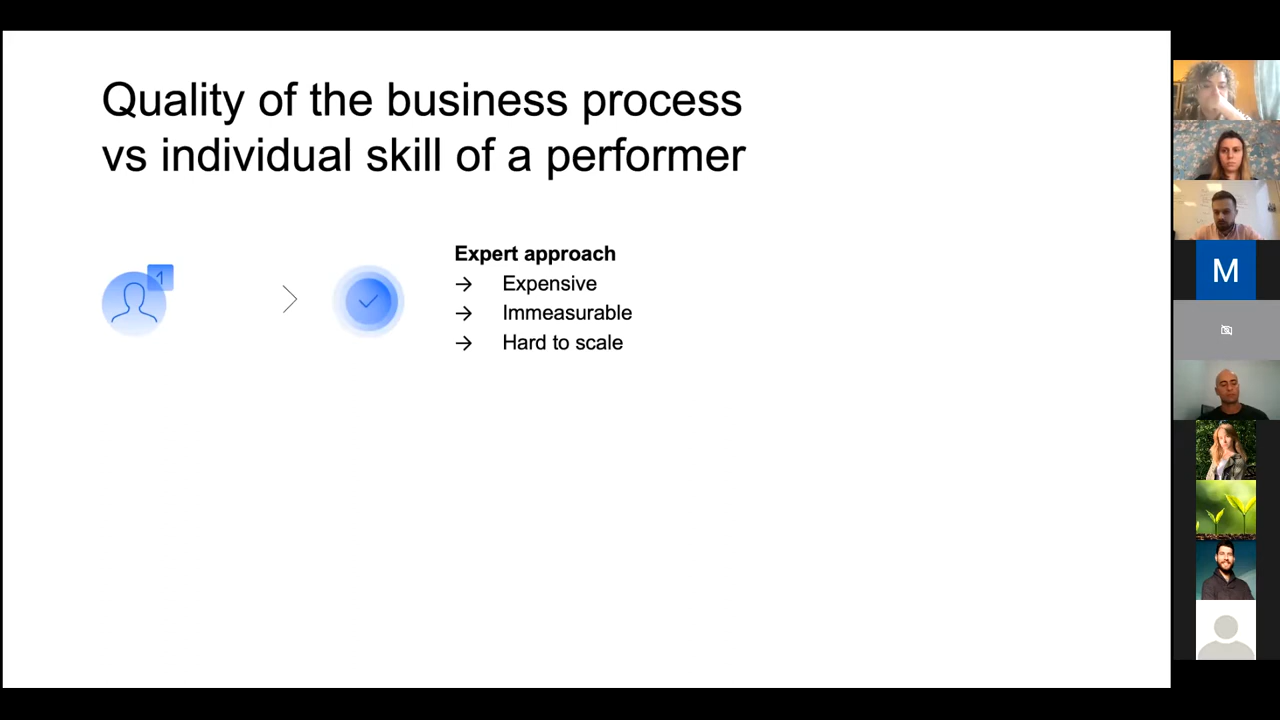 Quality of the business process
vs individual skill of a performer
1
Expert approach
→ Expensive
→ Immeasurable
→ Hard to scale
M